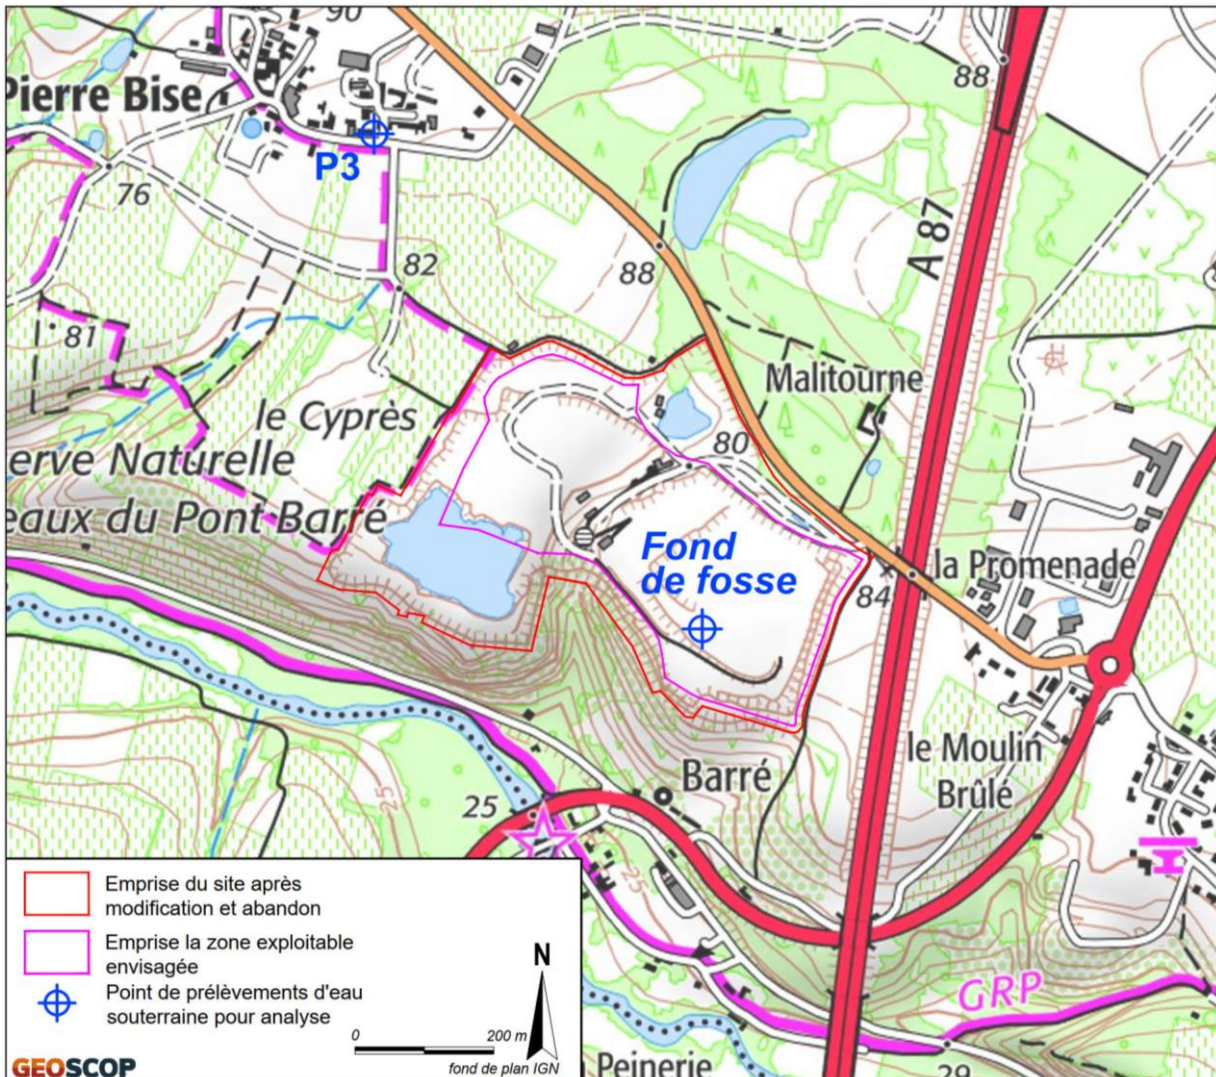 90
Pierre Bise
P3
76
82
81
88
88
A 87
Malitourne
le Cyprès
80
erve Naturelle
eaux du Pont Barré
Fond
de fosse
la Promenade
84
le Moulin
Brûlé
Barré
25
25
25
GRP
Peinerie
29
Emprise du site après
modification et abandon
Emprise la zone exploitable
envisagée
Point de prélèvements d'eau
souterraine pour analyse
N
0 200 m
fond de plan IGN
GEOSCOP